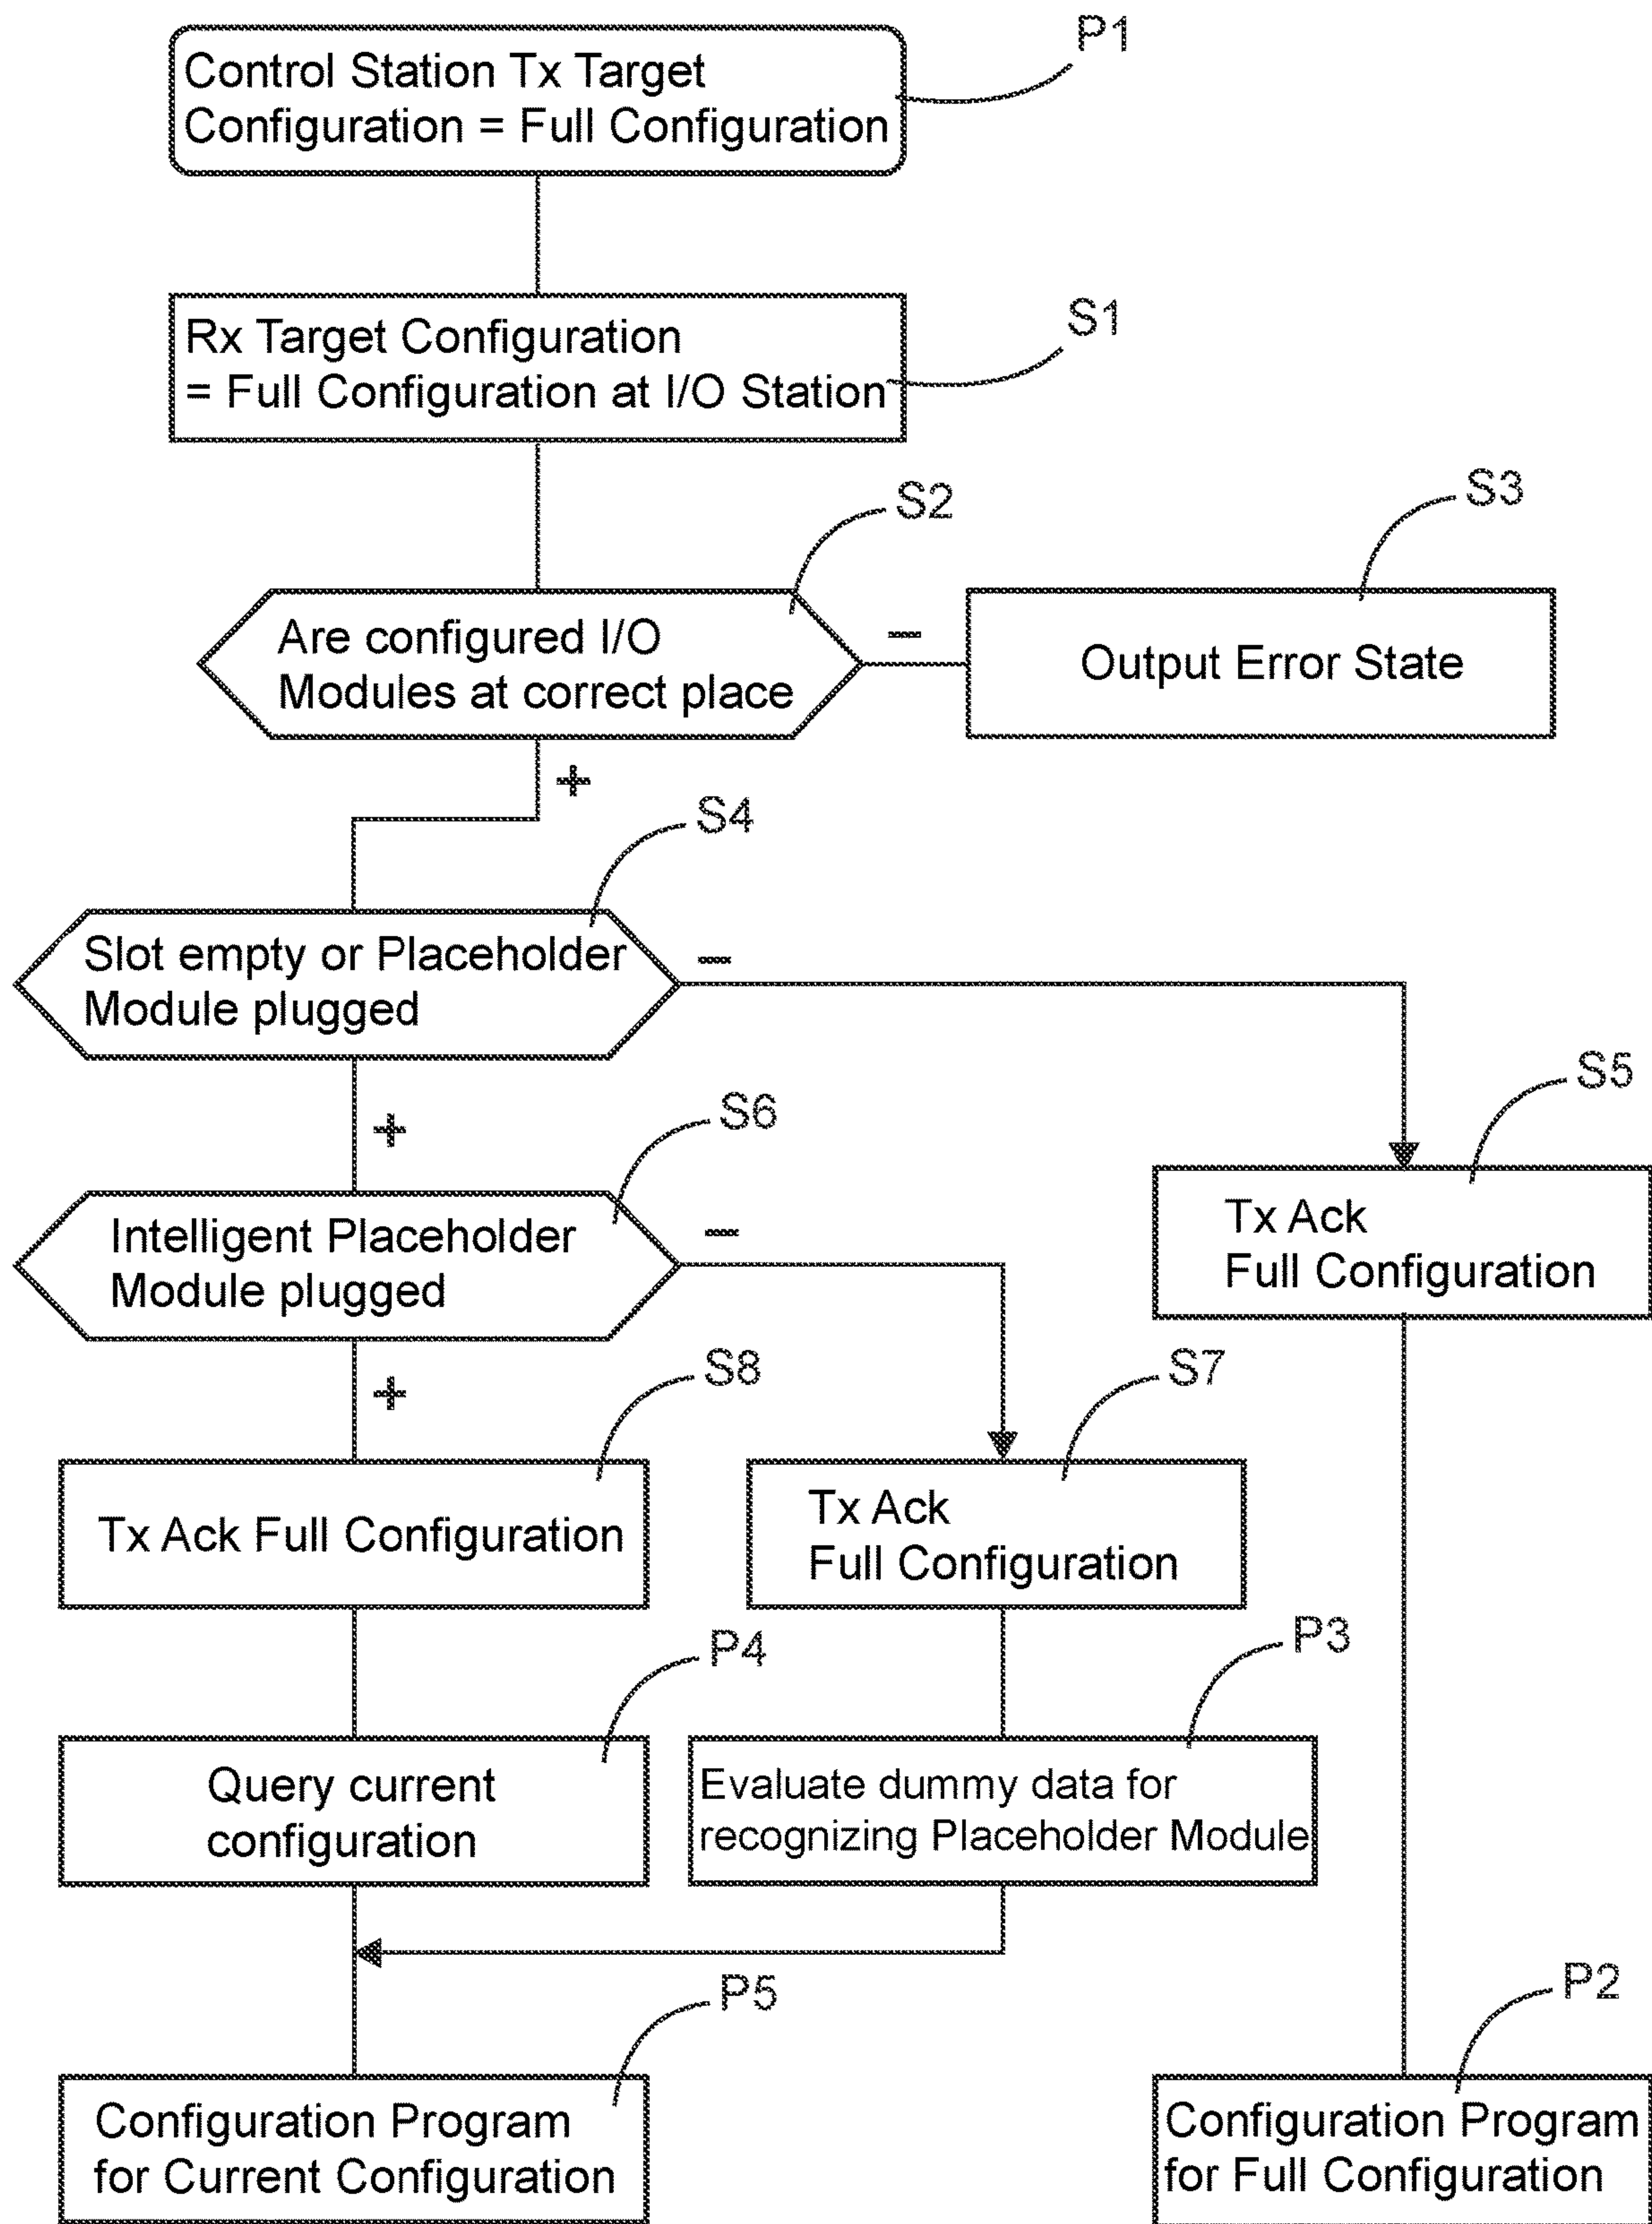 P1
Control Station Tx Target
Configuration = Full Configuration
S1
Rx Target Configuration
= Full Configuration at I/O Station
S2
S3
Are configured I/O
Modules at correct place
—
Output Error State
+
S4
Slot empty or Placeholder
Module plugged
—
S5
+
S6
Tx Ack
Full Configuration
Intelligent Placeholder
Module plugged
—
+
S8
S7
Tx Ack Full Configuration
Tx Ack
Full Configuration
P4
P3
Query current
configuration
Evaluate dummy data for
recognizing Placeholder Module
P5
P2
Configuration Program
for Current Configuration
Configuration Program
for Full Configuration